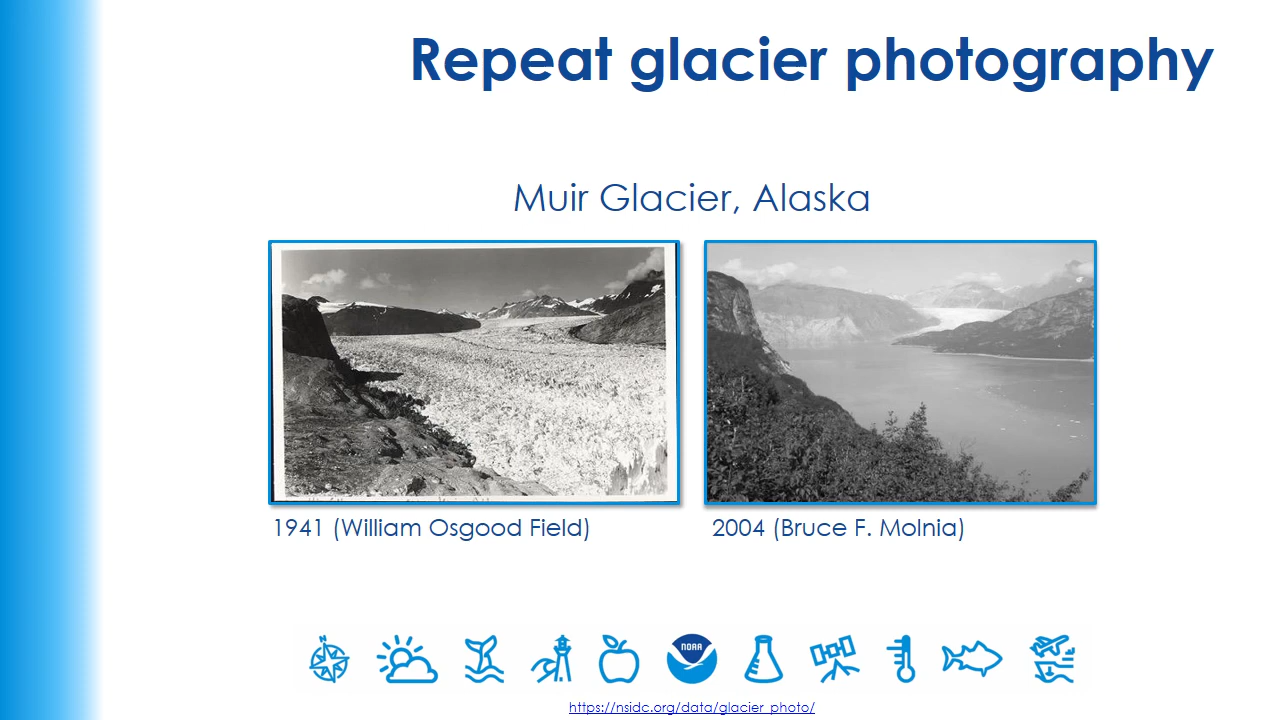 Repeat glacier photography
Muir Glacier, Alaska
1941 (William Osgood Field)
2004 (Bruce F. Molnia)
N
NOAA
https://nsidc.org/data/glacier_photo/